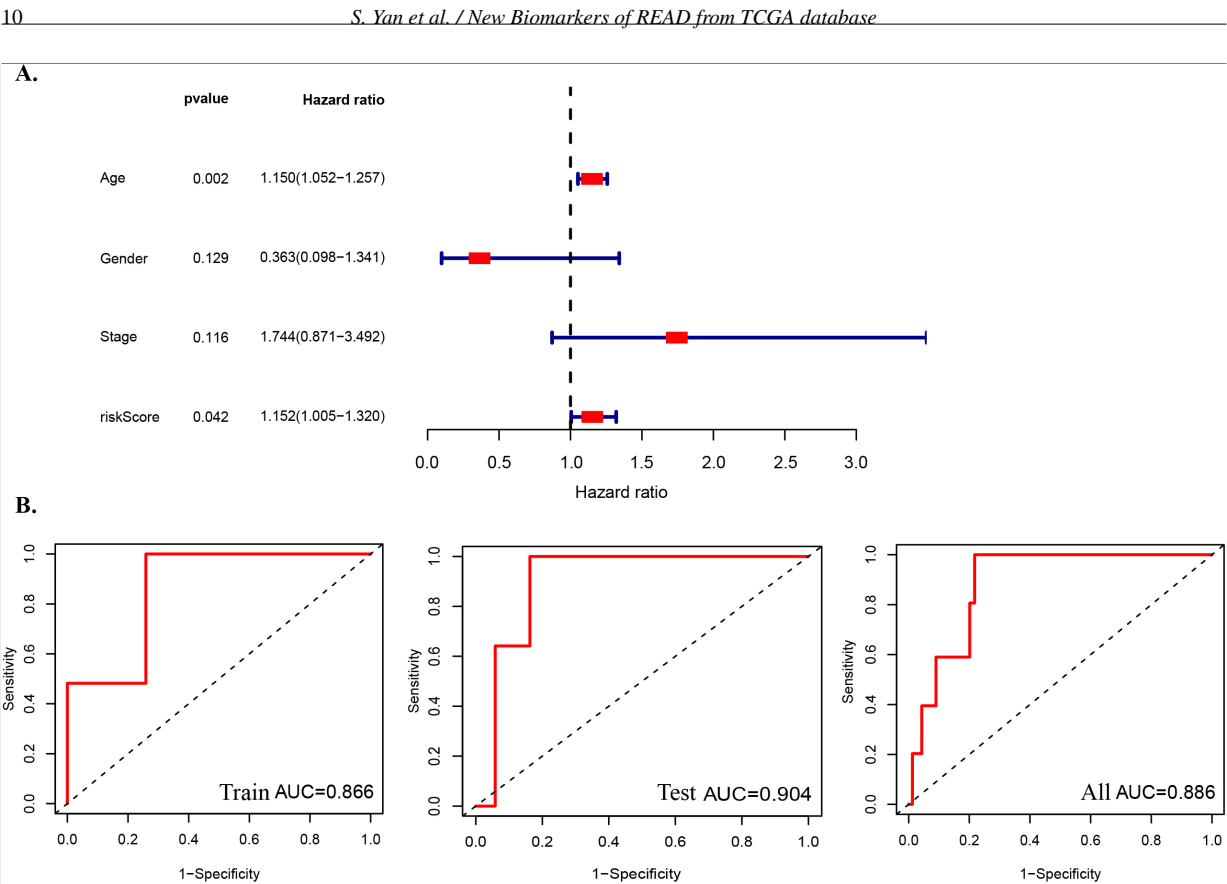 10
S. Yan et al. / New Biomarkers of READ from TCGA database
A.
pvalue Hazard ratio
Age 0.002 1.150(1.052−1.257)
Gender 0.129 0.363(0.098−1.341)
Stage 0.116 1.744(0.871−3.492)
riskScore 0.042 1.152(1.005−1.320)
0.0 0.5 1.0 1.5 2.0 2.5 3.0
Hazard ratio
B.
Sensitivity
0.0 0.2 0.4 0.6 0.8 1.0
Train AUC=0.866
0.0 0.2 0.4 0.6 0.8 1.0
1−Specificity
Sensitivity
0.0 0.2 0.4 0.6 0.8 1.0
Test AUC=0.904
0.0 0.2 0.4 0.6 0.8 1.0
1−Specificity
Sensitivity
0.0 0.2 0.4 0.6 0.8 1.0
All AUC=0.886
0.0 0.2 0.4 0.6 0.8 1.0
1−Specificity